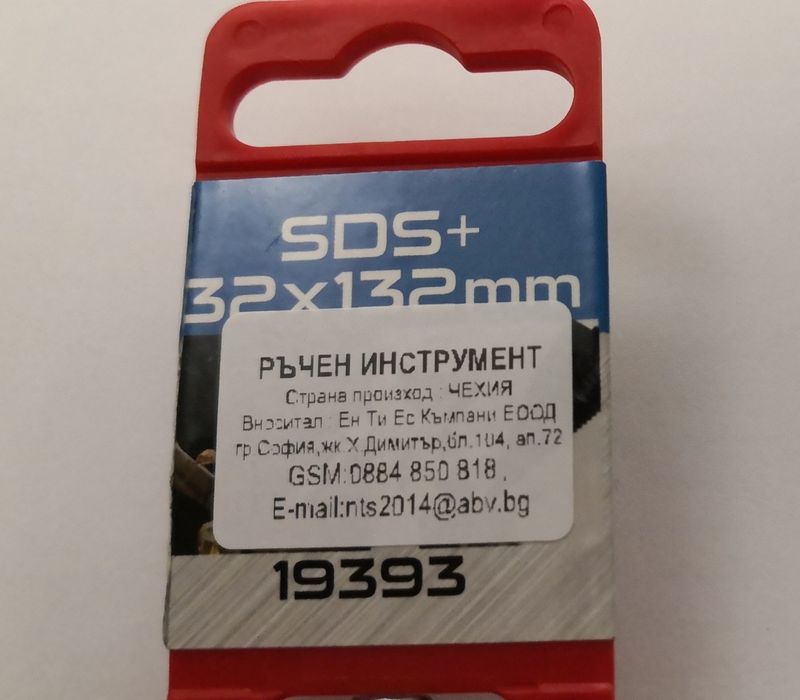 SDS+
32x132mm
РЪЧЕН ИНСТРУМЕНТ
Страна произход : ЧЕХИЯ
Вносител : Ен Ти Ес Къмпани ЕООД
гр.София,жк.Х.Димитър,бл.104, ап.72
GSM:0884 850 818 ,
E-mail:nts2014@abv.bg
19393